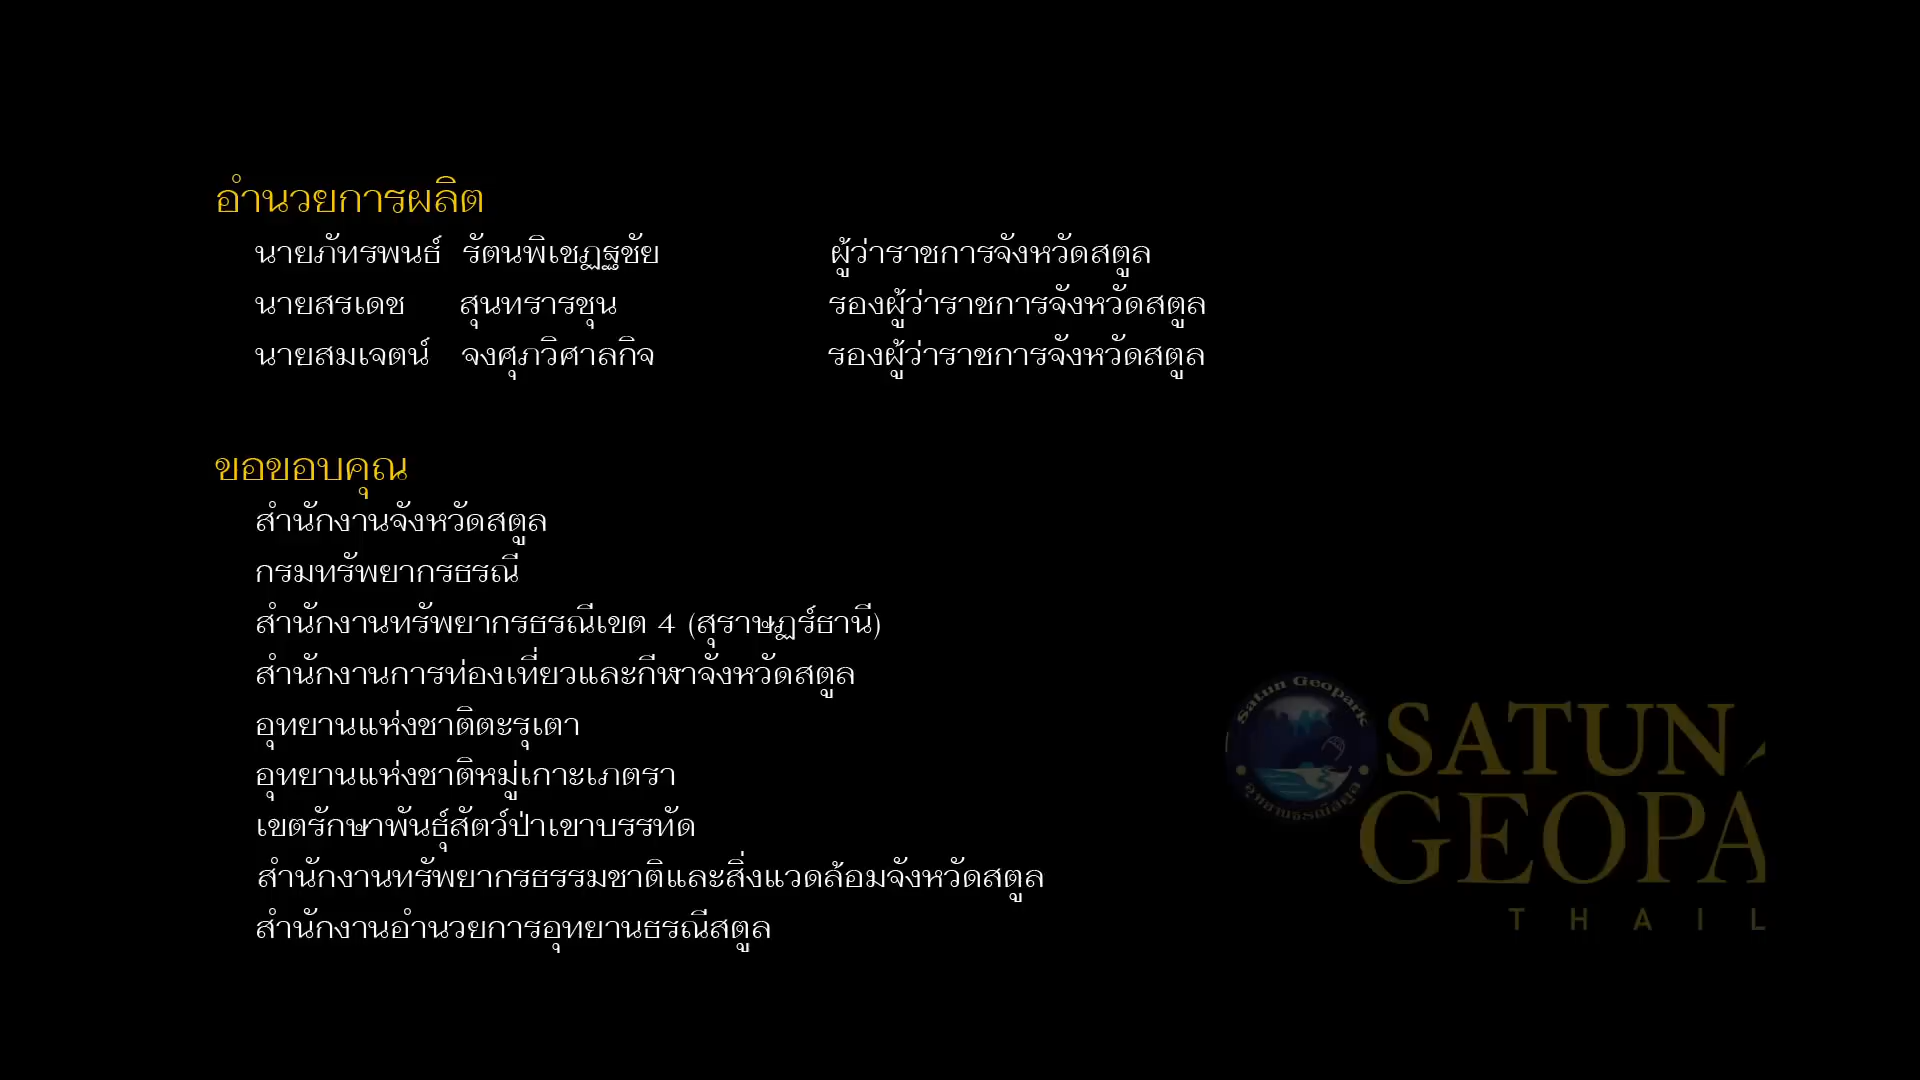 อำนวยการผลิต
นายภัทรพนธ์ รัตนพิเชฏฐชัย ผู้ว่าราชการจังหวัดสตูล
นายสรเดช สุนทรารชุน รองผู้ว่าราชการจังหวัดสตูล
นายสมเจตน์ จงศุภวิศาลกิจ รองผู้ว่าราชการจังหวัดสตูล
ขอขอบคุณ
สำนักงานจังหวัดสตูล
กรมทรัพยากรธรณี
สำนักงานทรัพยากรธรณีเขต 4 (สุราษฏร์ธานี)
สำนักงานการท่องเที่ยวและกีฬาจังหวัดสตูล
อุทยานแห่งชาติตะรุเตา
อุทยานแห่งชาติหมู่เกาะเภตรา
เขตรักษาพันธุ์สัตว์ป่าเขาบรรทัด
สำนักงานทรัพยากรธรรมชาติและสิ่งแวดล้อมจังหวัดสตูล
สำนักงานอำนวยการอุทยานธรณีสตูล
Satun Geopark
อุทยานธรณีสตูล
SATUN
GEOPA
THAIL